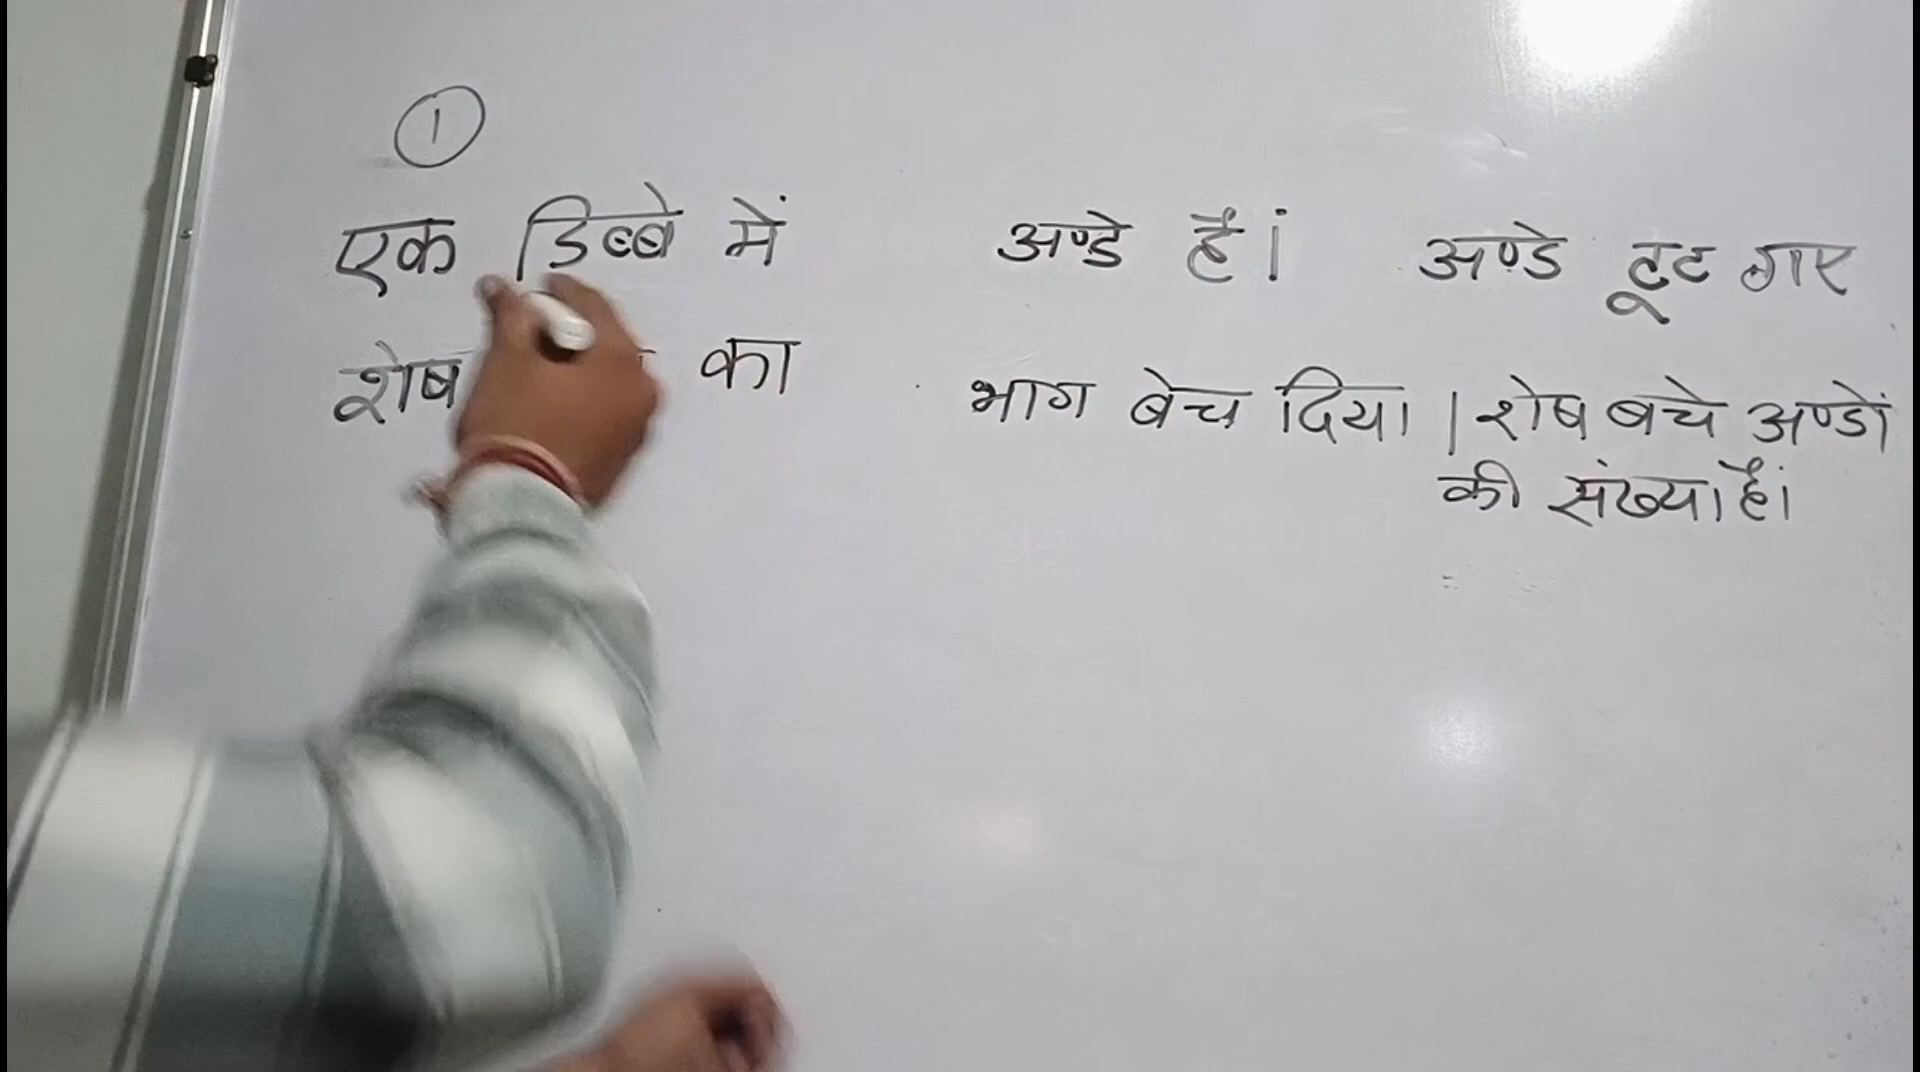 1
एक डिब्बे में अण्डे हैं। अण्डे टूट गए
शेष का भाग बेच दिया । शेष बचे अण्डों
की संख्या हैं।